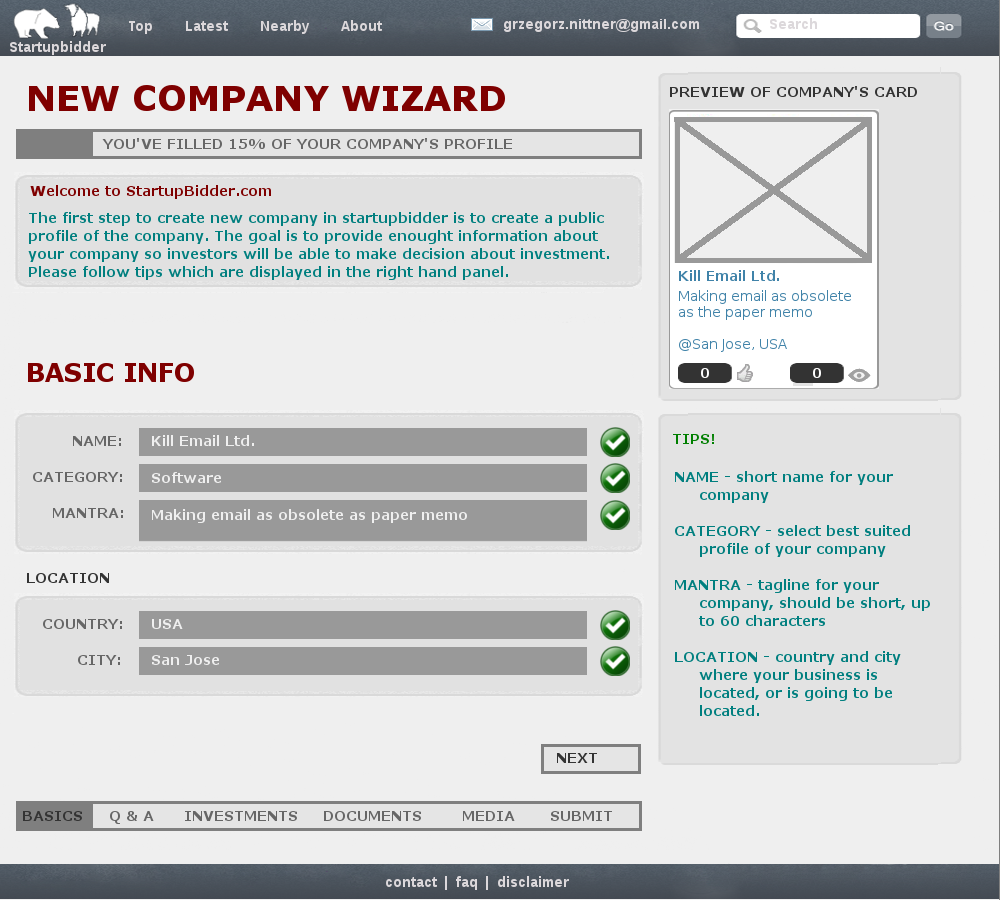 Top Latest Nearby About grzegorz.nittner@gmail.com Search Go
Startupbidder
NEW COMPANY WIZARD
YOU'VE FILLED 15% OF YOUR COMPANY'S PROFILE
Welcome to StartupBidder.com
The first step to create new company in startupbidder is to create a public
profile of the company. The goal is to provide enought information about
your company so investors will be able to make decision about investment.
Please follow tips which are displayed in the right hand panel.
BASIC INFO
NAME: Kill Email Ltd.
CATEGORY: Software
MANTRA: Making email as obsolete as paper memo
LOCATION
COUNTRY: USA
CITY: San Jose
NEXT
BASICS Q & A INVESTMENTS DOCUMENTS MEDIA SUBMIT
PREVIEW OF COMPANY'S CARD
Kill Email Ltd.
Making email as obsolete
as the paper memo
@San Jose, USA
0 0
TIPS!
NAME - short name for your
company
CATEGORY - select best suited
profile of your company
MANTRA - tagline for your
company, should be short, up
to 60 characters
LOCATION - country and city
where your business is
located, or is going to be
located.
contact | faq | disclaimer